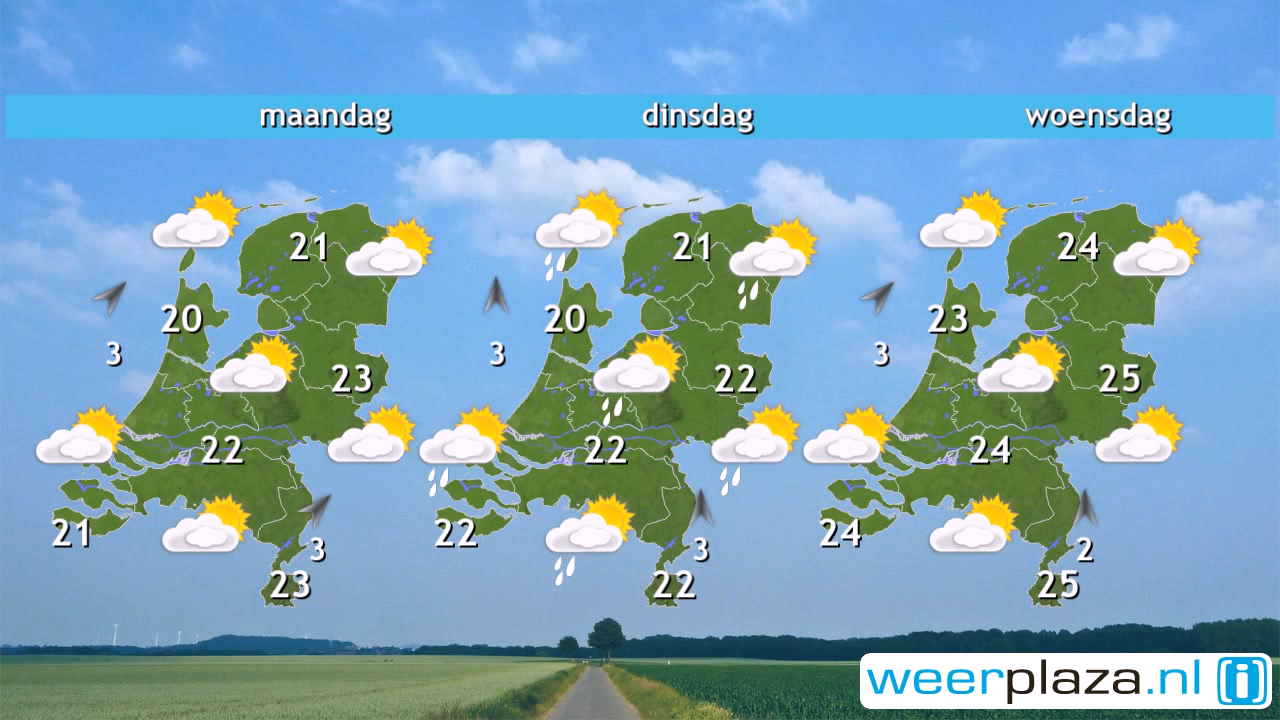 maandag dinsdag woensdag
21 21 24
20 20 23
3 3 3
23 22 25
22 22 24
21 22 24
3 3 2
23 22 25
weerplaza.nl i